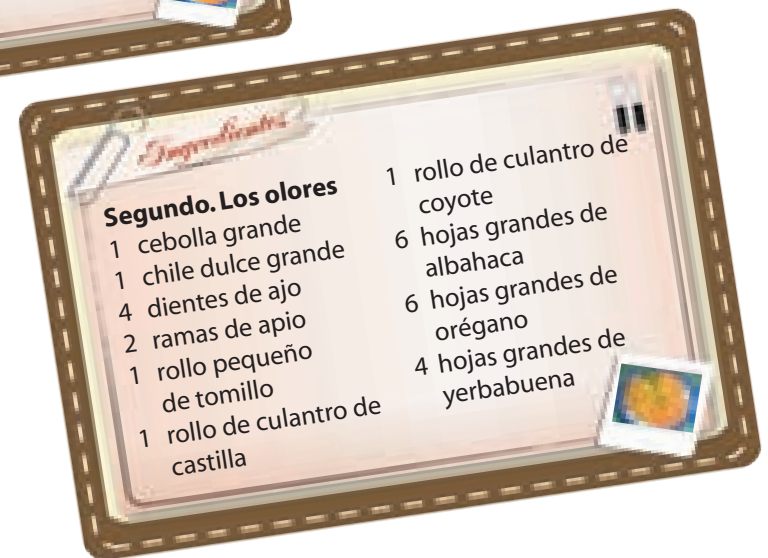 Ingredientes
Segundo. Los olores
1 cebolla grande
1 chile dulce grande
4 dientes de ajo
2 ramas de apio
1 rollo pequeño
de tomillo
1 rollo de culantro de
castilla
1 rollo de culantro de
coyote
6 hojas grandes de
albahaca
6 hojas grandes de
orégano
4 hojas grandes de
yerbabuena